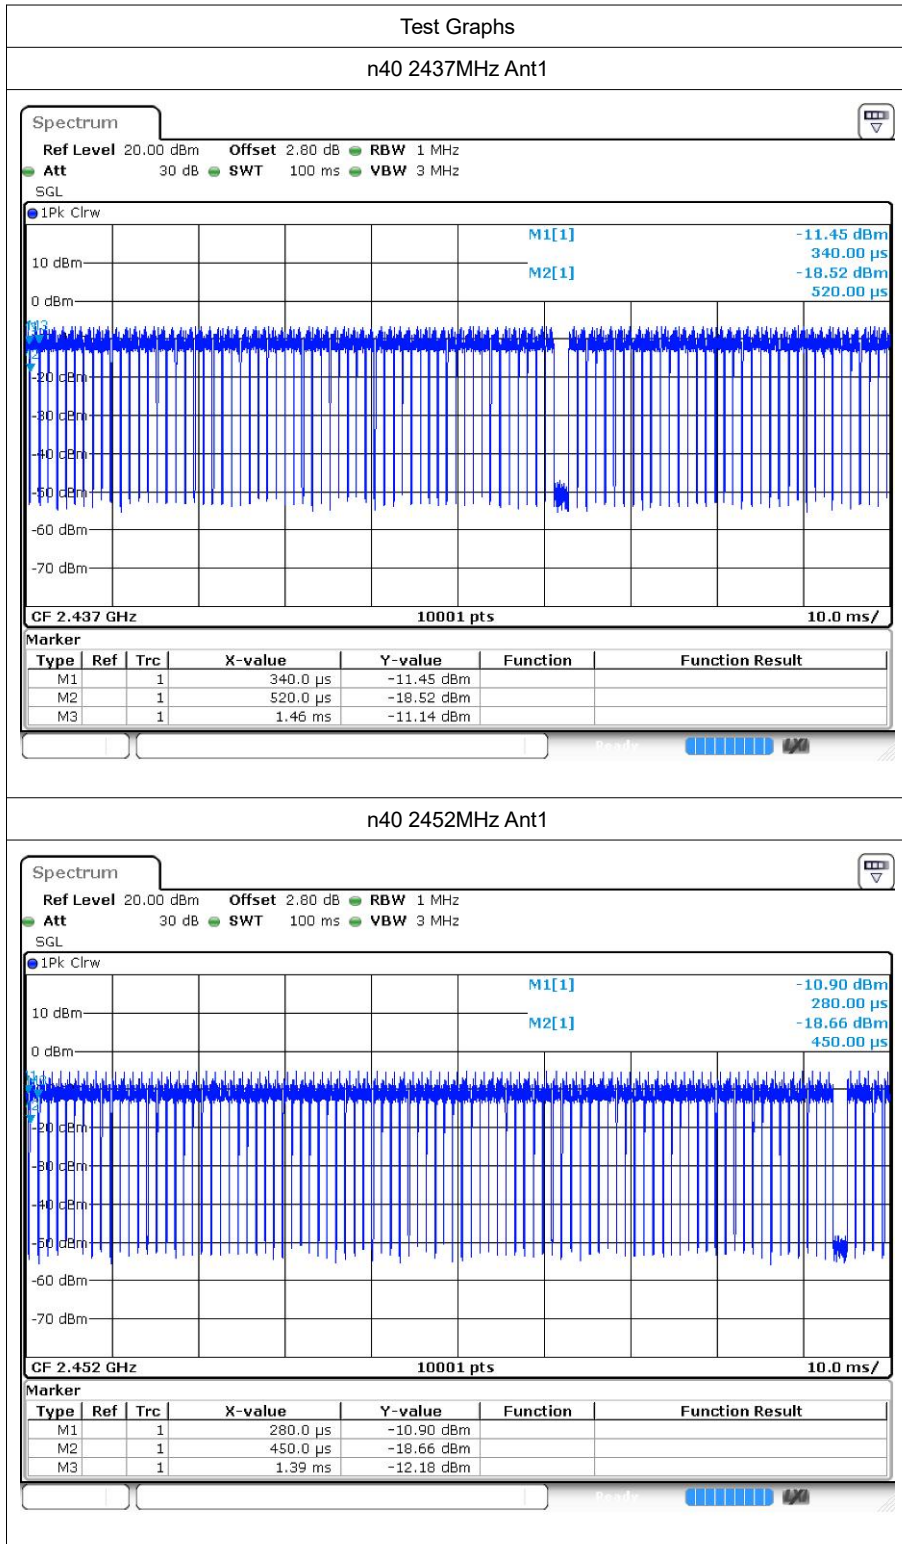 Test Graphs
n40 2437MHz Ant1
Spectrum
Ref Level 20.00 dBm Offset 2.80 dB RBW 1 MHz
Att 30 dB SWT 100 ms VBW 3 MHz
SGL
1Pk Clrw
M1[1] -11.45 dBm
340.00 µs
10 dBm
M2[1] -18.52 dBm
520.00 µs
0 dBm
M3
-20 dBm
-30 dBm
-40 dBm
-50 dBm
-60 dBm
-70 dBm
CF 2.437 GHz 10001 pts 10.0 ms/
Marker
Type Ref Trc X-value Y-value Function Function Result
M1 1 340.0 µs -11.45 dBm
M2 1 520.0 µs -18.52 dBm
M3 1 1.46 ms -11.14 dBm
Ready
n40 2452MHz Ant1
Spectrum
Ref Level 20.00 dBm Offset 2.80 dB RBW 1 MHz
Att 30 dB SWT 100 ms VBW 3 MHz
SGL
1Pk Clrw
M1[1] -10.90 dBm
280.00 µs
10 dBm
M2[1] -18.66 dBm
450.00 µs
0 dBm
-20 dBm
-30 dBm
-40 dBm
-50 dBm
-60 dBm
-70 dBm
CF 2.452 GHz 10001 pts 10.0 ms/
Marker
Type Ref Trc X-value Y-value Function Function Result
M1 1 280.0 µs -10.90 dBm
M2 1 450.0 µs -18.66 dBm
M3 1 1.39 ms -12.18 dBm
Ready